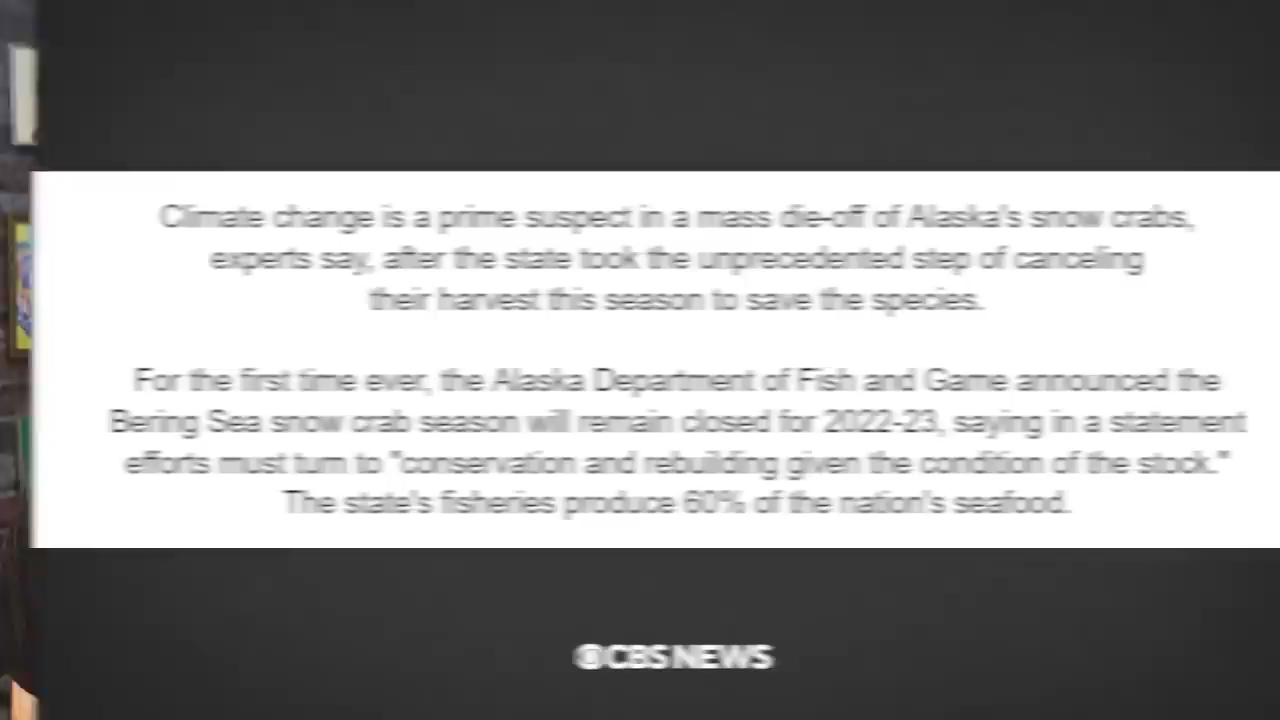 Climate change is a prime suspect in a mass die-off of Alaska's snow crabs,
experts say, after the state took the unprecedented step of canceling
their harvest this season to save the species.
For the first time ever, the Alaska Department of Fish and Game announced the
Bering Sea snow crab season will remain closed for 2022-23, saying in a statement
efforts must turn to "conservation and rebuilding given the condition of the stock."
The state's fisheries produce 60% of the nation's seafood.
@CBS NEWS